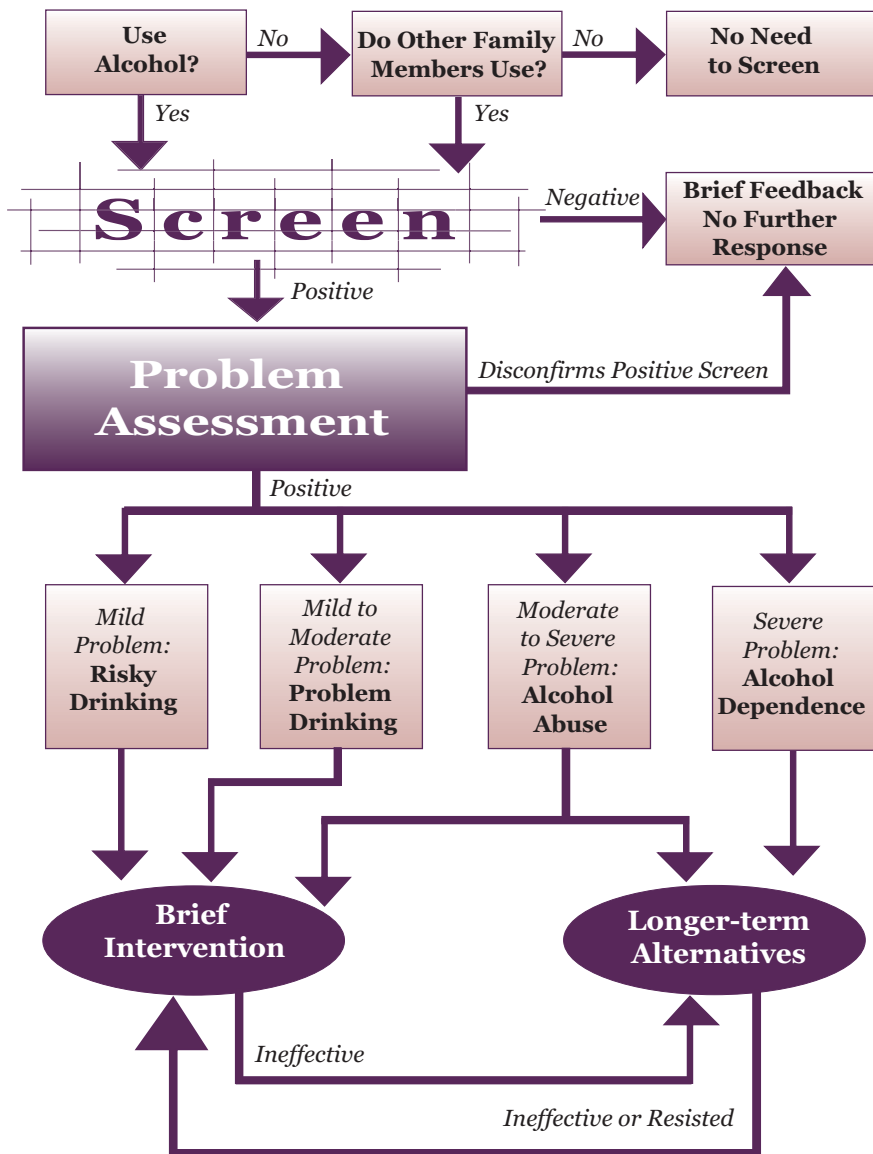 Use
Alcohol?
No
Do Other Family
Members Use?
No
No Need
to Screen
Yes
Yes
Screen
Negative
Brief Feedback
No Further
Response
Positive
Problem
Assessment
Disconfirms Positive Screen
Positive
Mild
Problem:
Risky
Drinking
Mild to
Moderate
Problem:
Problem
Drinking
Moderate
to Severe
Problem:
Alcohol
Abuse
Severe
Problem:
Alcohol
Dependence
Brief
Intervention
Longer-term
Alternatives
Ineffective
Ineffective or Resisted